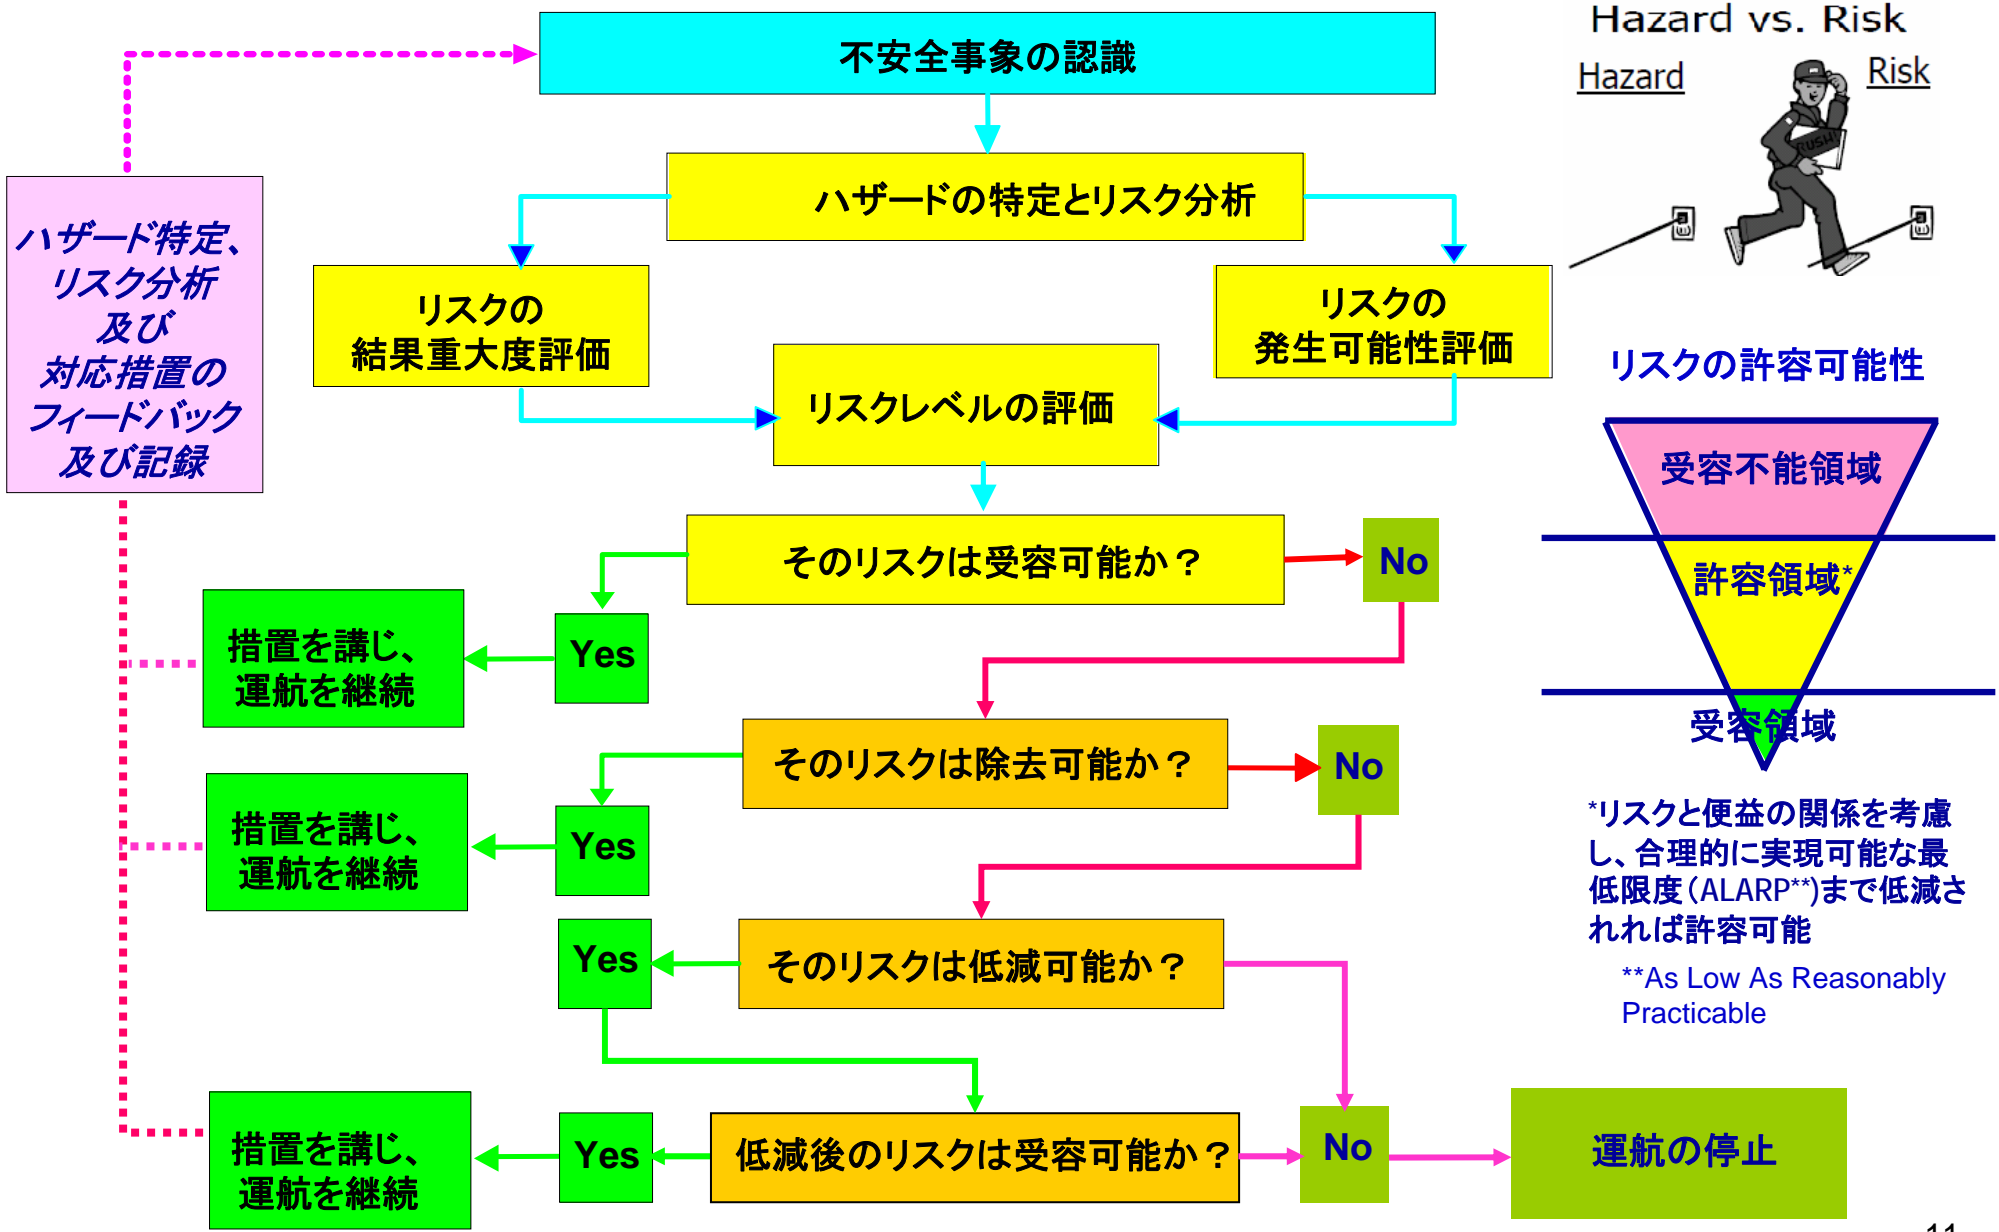 Hazard vs. Risk
Hazard
Risk
RUSH!
不安全事象の認識
ハザードの特定とリスク分析
リスクの
結果重大度評価
リスクの
発生可能性評価
リスクレベルの評価
ハザード特定、
リスク分析
及び
対応措置の
フィードバック
及び記録
そのリスクは受容可能か？
No
Yes
措置を講じ、
運航を継続
そのリスクは除去可能か？
No
Yes
措置を講じ、
運航を継続
そのリスクは低減可能か？
Yes
低減後のリスクは受容可能か？
Yes
No
措置を講じ、
運航を継続
運航の停止
リスクの許容可能性
受容不能領域
許容領域*
受容領域
*リスクと便益の関係を考慮
し、合理的に実現可能な最
低限度（ALARP**)まで低減さ
れれば許容可能
**As Low As Reasonably
Practicable
11